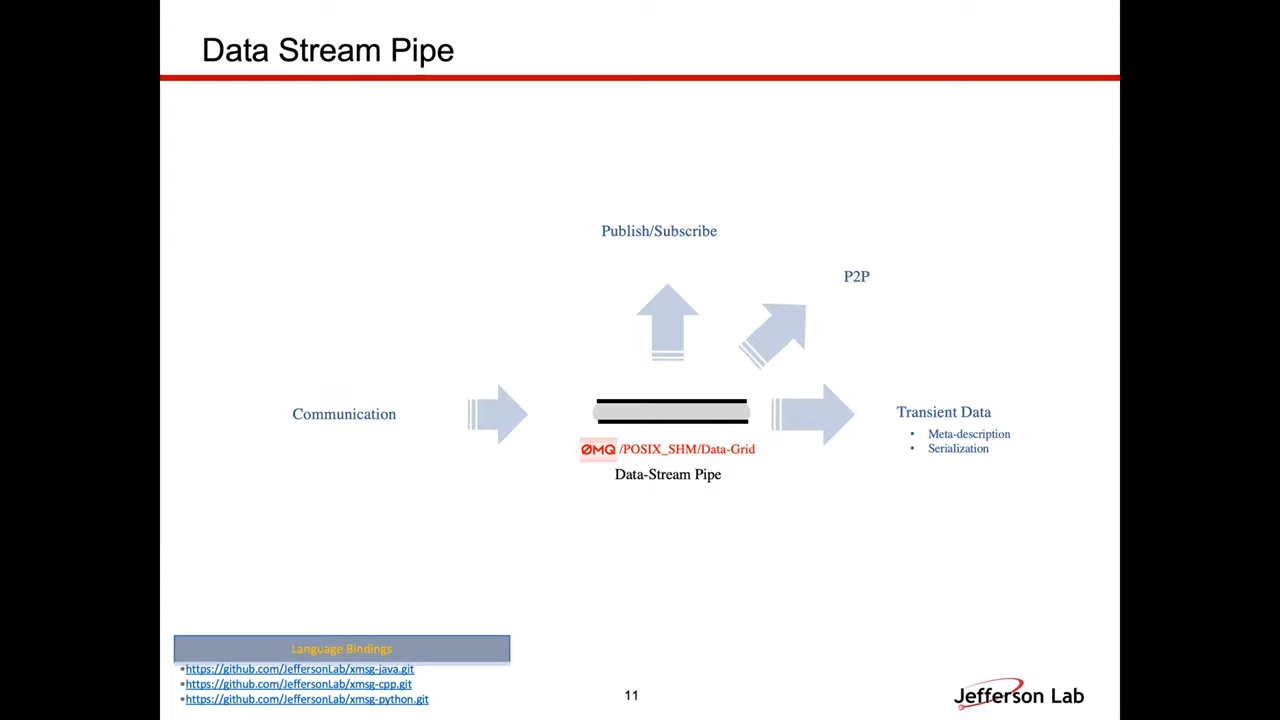 Data Stream Pipe
Publish/Subscribe
P2P
Communication
Transient Data
• Meta-description
• Serialization
ØMQ /POSIX_SHM/Data-Grid
Data-Stream Pipe
Language Bindings
•https://github.com/JeffersonLab/xmsg-java.git
•https://github.com/JeffersonLab/xmsg-cpp.git
•https://github.com/JeffersonLab/xmsg-python.git
11
Jefferson Lab